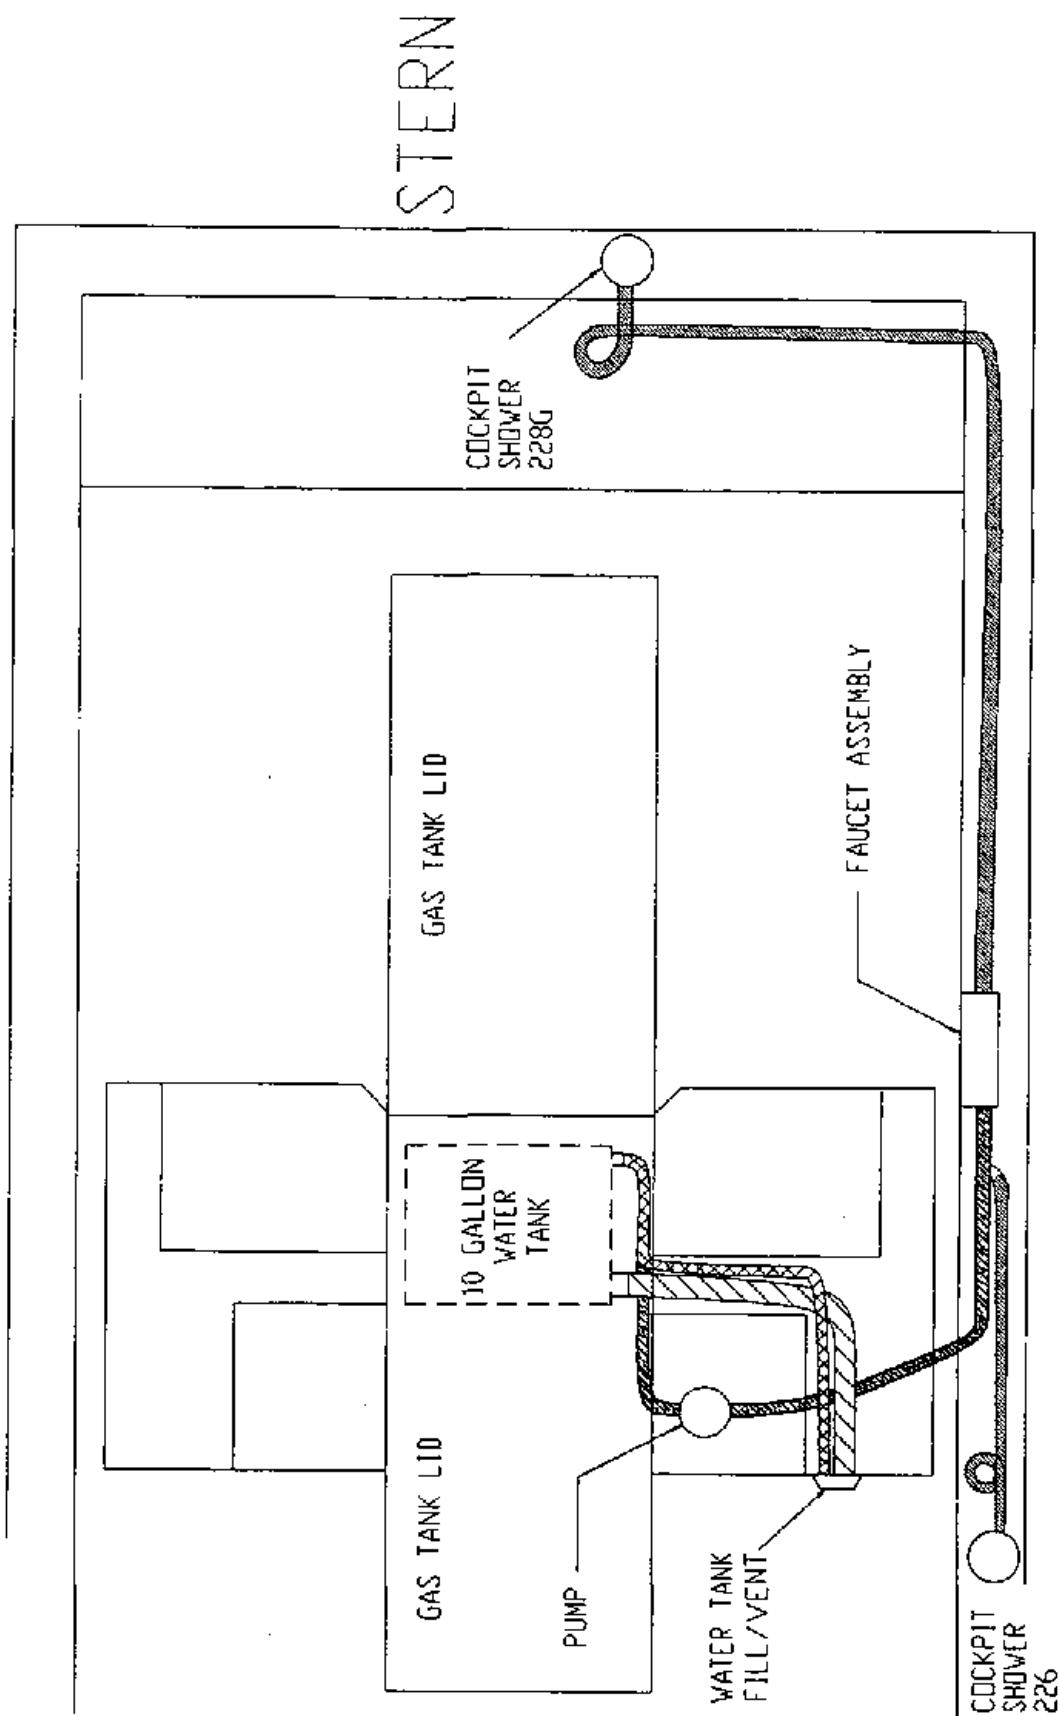 STERN
COCKPIT
SHOWER
228G
GAS TANK LID
FAUCET ASSEMBLY
10 GALLON
WATER
TANK
GAS TANK LID
PUMP
WATER TANK
FILL/VENT
COCKPIT
SHOWER
226